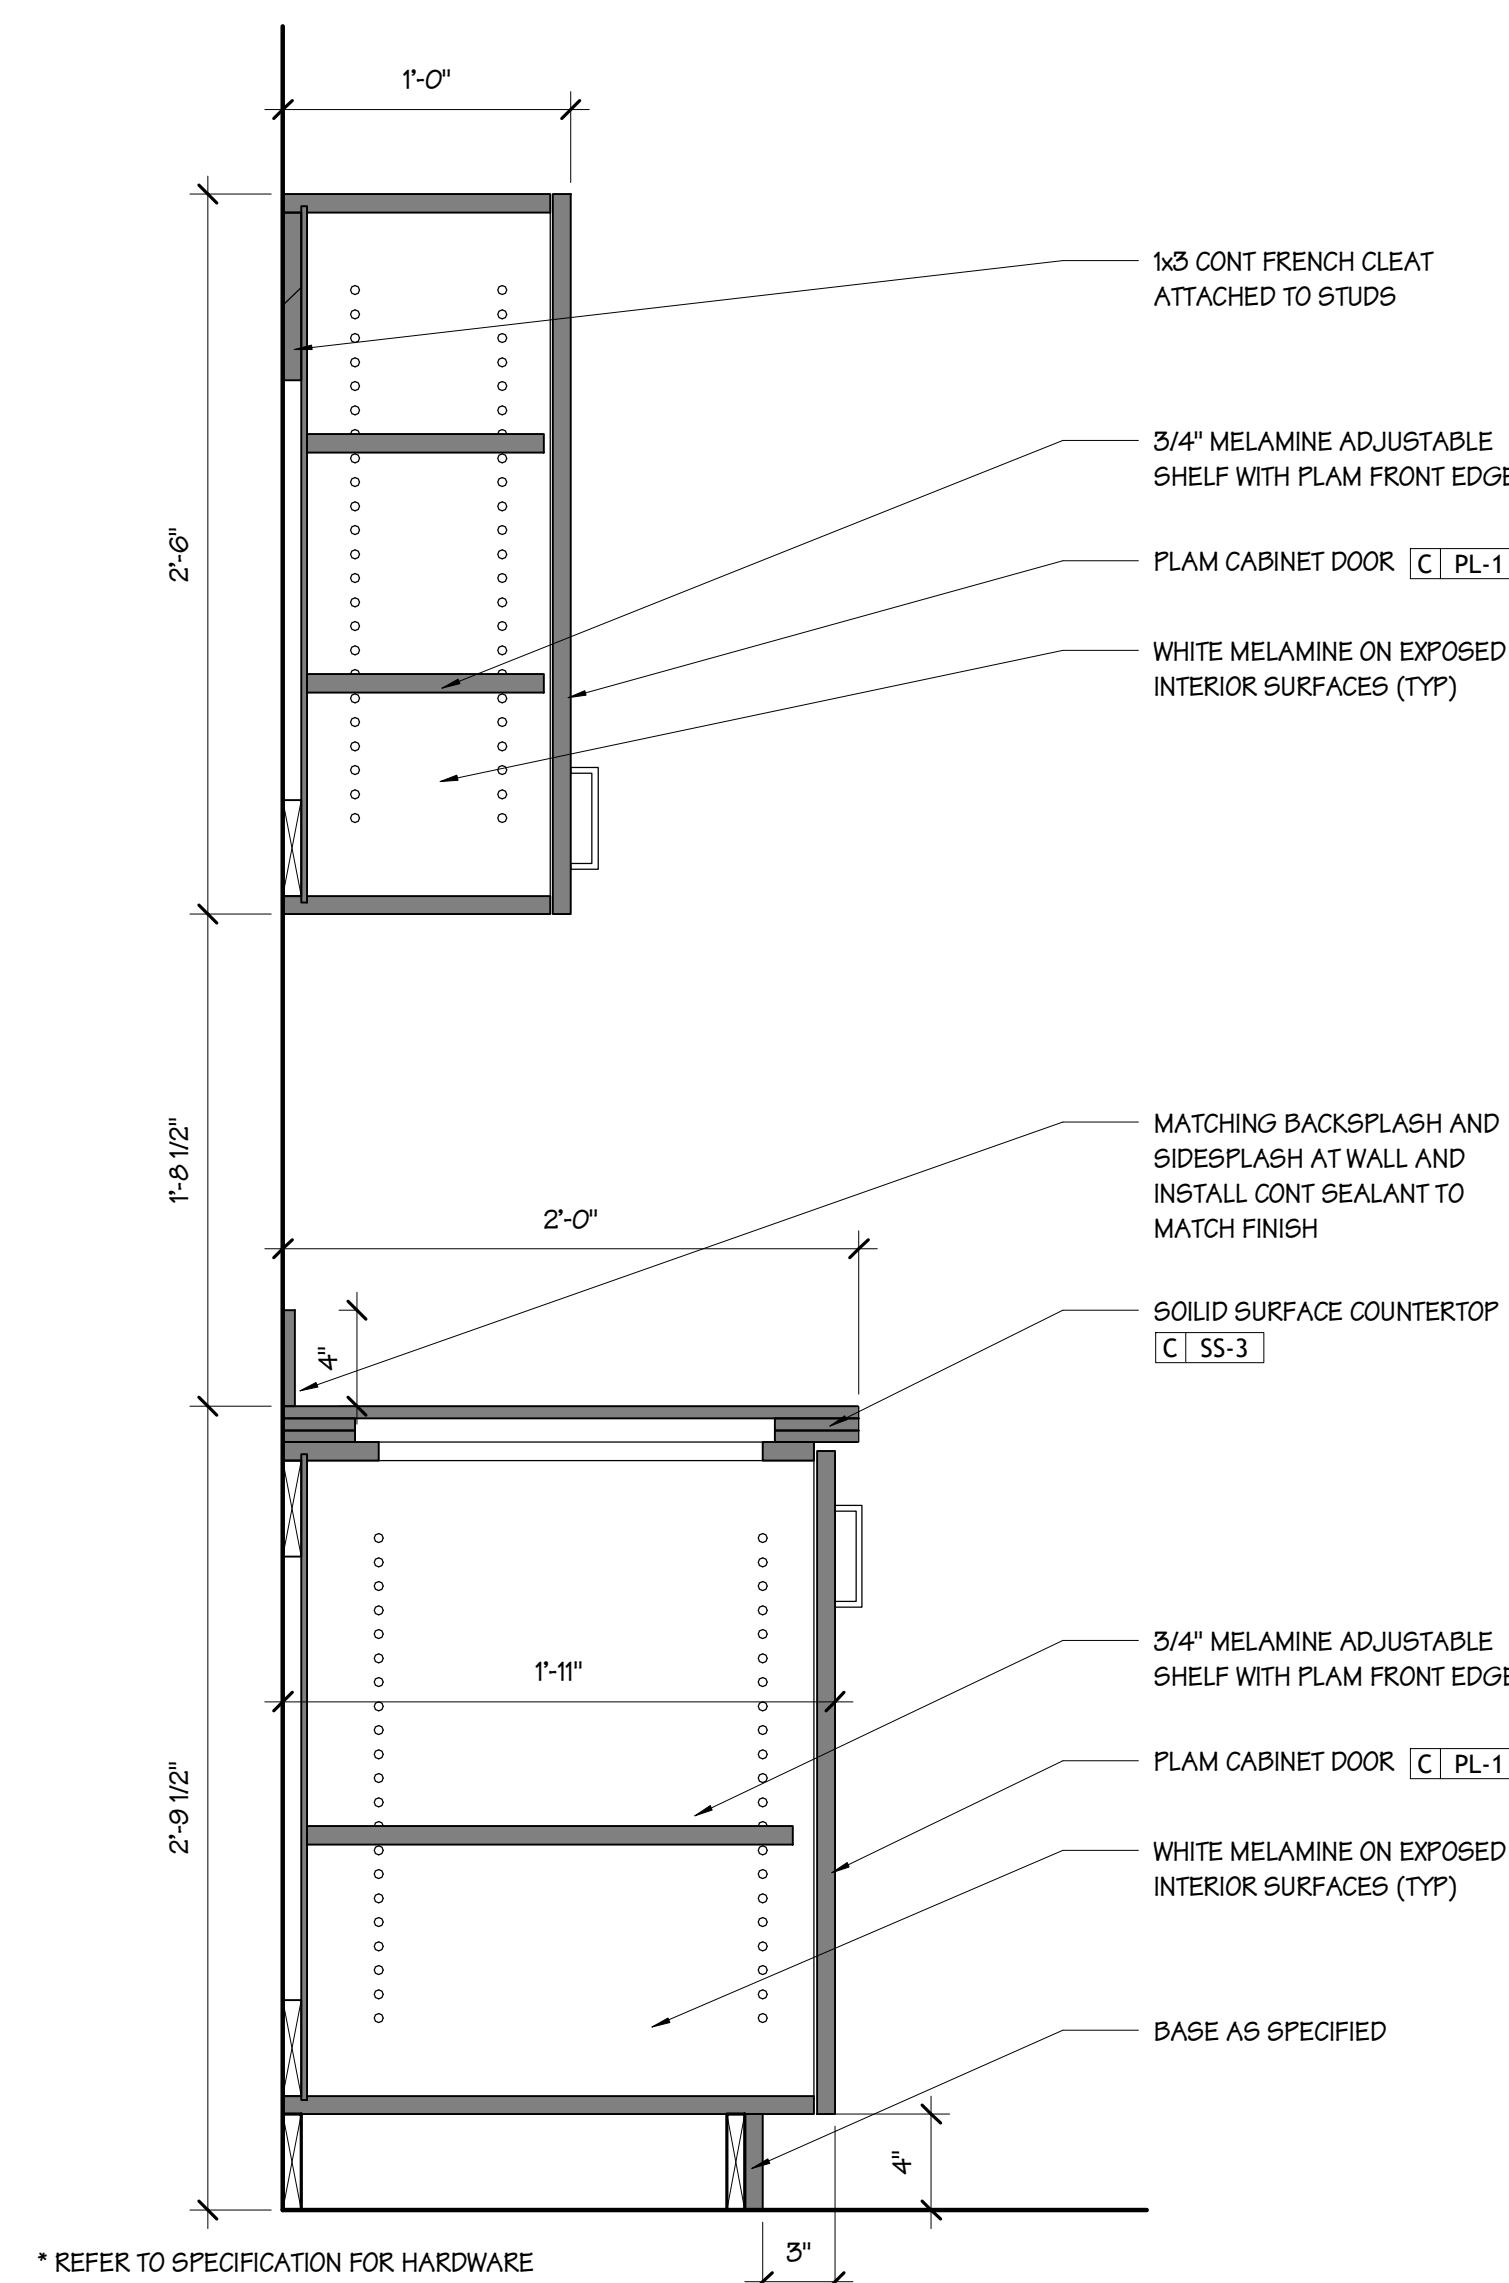 1'-0"
1x3 CONT FRENCH CLEAT
ATTACHED TO STUDS
3/4" MELAMINE ADJUSTABLE
SHELF WITH PLAM FRONT EDGE
2'-6"
PLAM CABINET DOOR C PL-1
WHITE MELAMINE ON EXPOSED
INTERIOR SURFACES (TYP)
MATCHING BACKSPLASH AND
SIDESPLASH AT WALL AND
INSTALL CONT SEALANT TO
MATCH FINISH
1'-8 1/2"
2'-0"
4"
SOILID SURFACE COUNTERTOP
C SS-3
3/4" MELAMINE ADJUSTABLE
SHELF WITH PLAM FRONT EDGE
1'-11"
PLAM CABINET DOOR C PL-1
2'-9 1/2"
WHITE MELAMINE ON EXPOSED
INTERIOR SURFACES (TYP)
BASE AS SPECIFIED
4"
3"
* REFER TO SPECIFICATION FOR HARDWARE